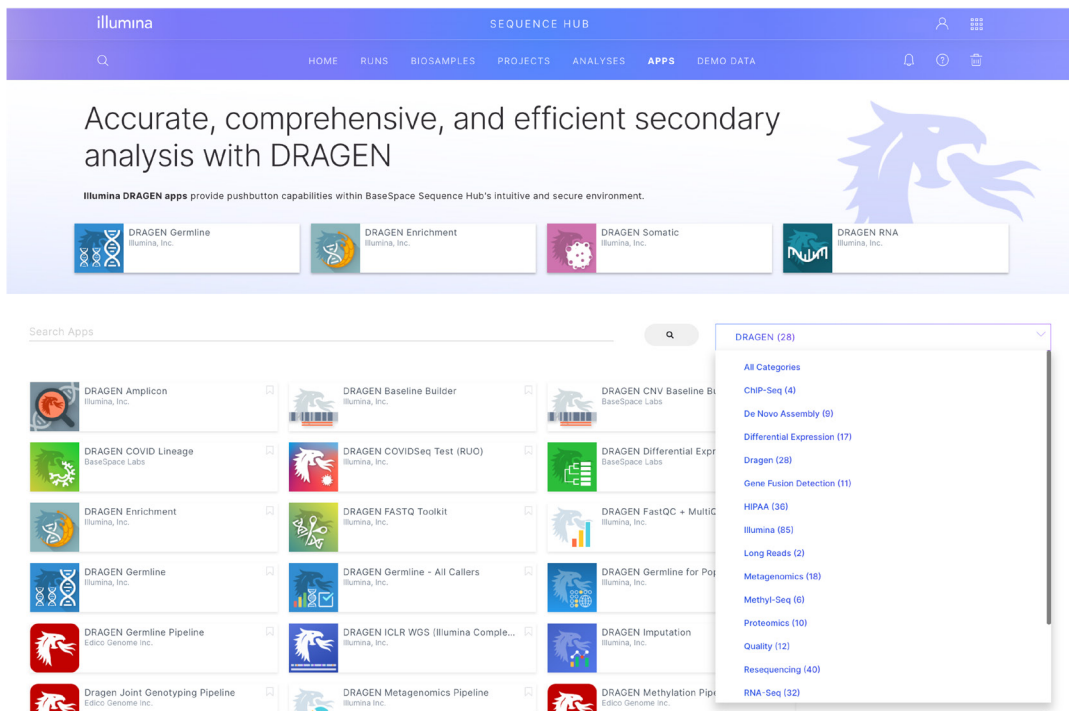 illumina
SEQUENCE HUB
HOME RUNS BIOSAMPLES PROJECTS ANALYSES APPS DEMO DATA
Accurate, comprehensive, and efficient secondary
analysis with DRAGEN
Illumina DRAGEN apps provide pushbutton capabilities within BaseSpace Sequence Hub's intuitive and secure environment.
DRAGEN Germline
Illumina, Inc.
DRAGEN Enrichment
Illumina, Inc.
DRAGEN Somatic
Illumina, Inc.
DRAGEN RNA
Illumina, Inc.
Search Apps
DRAGEN (28)
All Categories
ChIP-Seq (4)
De Novo Assembly (9)
Differential Expression (17)
Dragen (28)
Gene Fusion Detection (11)
HIPAA (36)
Illumina (85)
Long Reads (2)
Metagenomics (18)
Methyl-Seq (6)
Proteomics (10)
Quality (12)
Resequencing (40)
RNA-Seq (32)
DRAGEN Amplicon
Illumina, Inc.
DRAGEN Baseline Builder
Illumina, Inc.
DRAGEN CNV Baseline Bu
BaseSpace Labs
DRAGEN COVID Lineage
BaseSpace Labs
DRAGEN COVIDSeq Test (RUO)
Illumina, Inc.
DRAGEN Differential Expr
BaseSpace Labs
DRAGEN Enrichment
Illumina, Inc.
DRAGEN FASTQ Toolkit
Illumina, Inc.
DRAGEN FastQC + MultiQ
Illumina, Inc.
DRAGEN Germline
Illumina, Inc.
DRAGEN Germline - All Callers
Illumina, Inc.
DRAGEN Germline for Pop
Illumina, Inc.
DRAGEN Germline Pipeline
Edico Genome Inc.
DRAGEN ICLR WGS (Illumina Comple...
Illumina, Inc.
DRAGEN Imputation
Illumina, Inc.
Dragen Joint Genotyping Pipeline
Edico Genome Inc.
DRAGEN Metagenomics Pipeline
Illumina Inc.
DRAGEN Methylation Pipe
Edico Genome Inc.